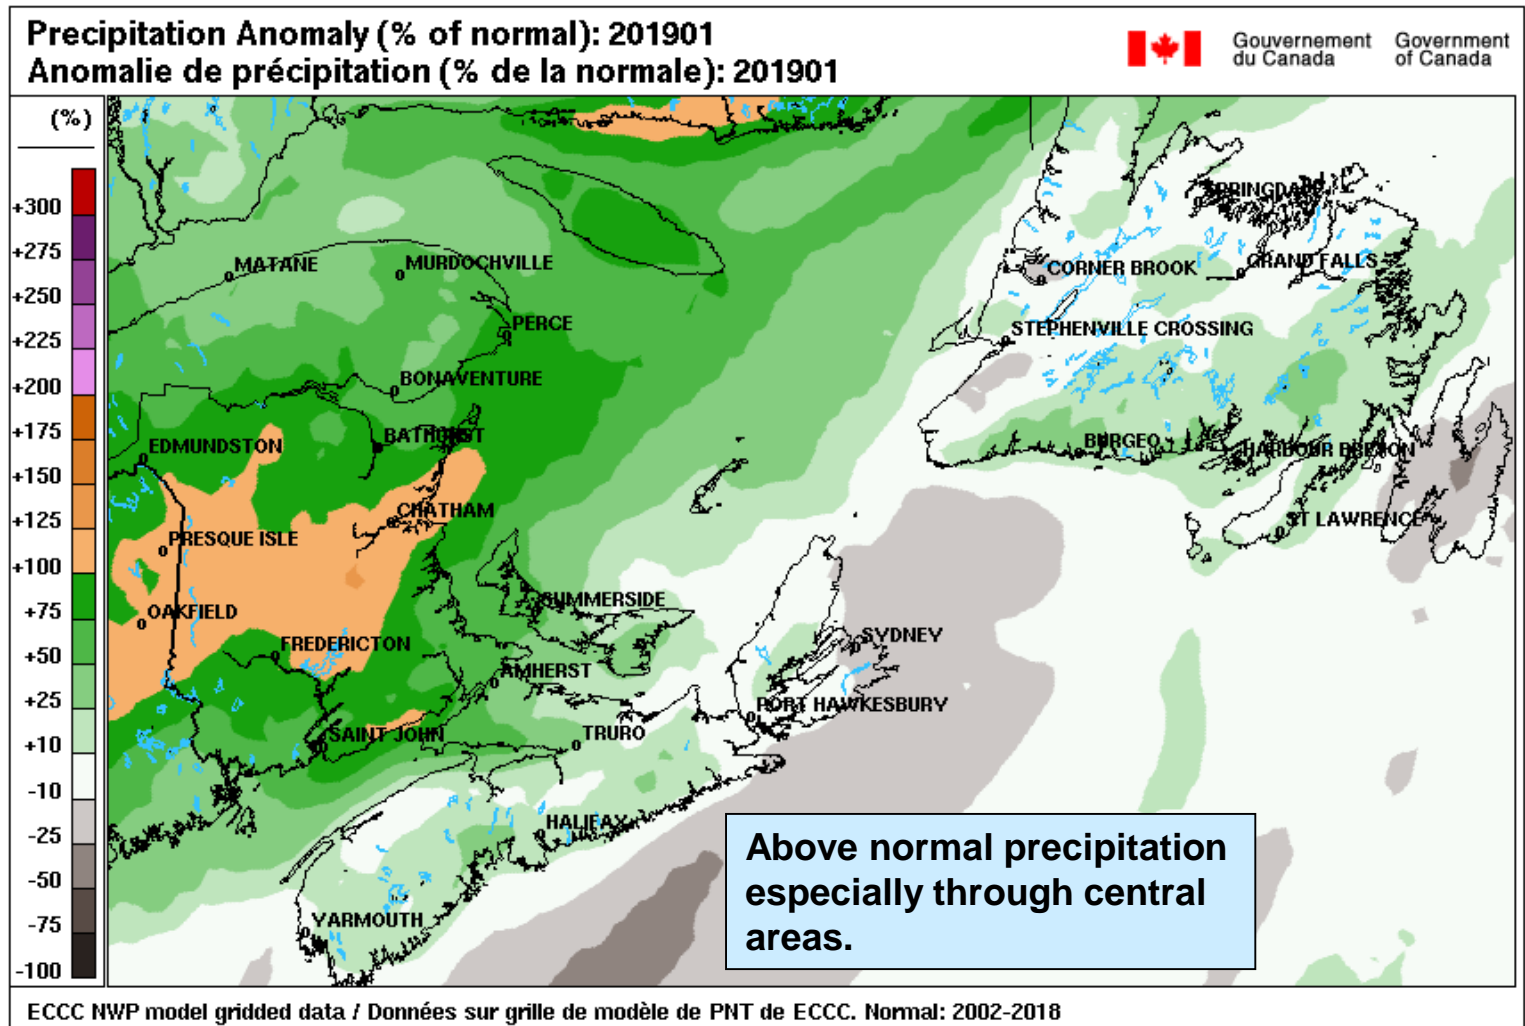 Precipitation Anomaly (% of normal): 201901
Anomalie de précipitation (% de la normale): 201901
Gouvernement du Canada
Government of Canada
(%)
+300
+275
+250
+225
+200
+175
+150
+125
+100
+75
+50
+25
+10
-10
-25
-50
-75
-100
SPRINGDALE
MATANE
MURDOCHVILLE
CORNER BROOK
GRAND FALLS
PERCE
STEPHENVILLE CROSSING
BONAVENTURE
EDMUNDSTON
BATHURST
BURGEO
HARBOUR BRETON
CHATHAM
ST LAWRENCE
PRESQUE ISLE
OAKFIELD
SUMMERSIDE
FREDERICTON
SYDNEY
AMHERST
PORT HAWKESBURY
SAINT JOHN
TRURO
HALIFAX
YARMOUTH
Above normal precipitation
especially through central
areas.
ECCC NWP model gridded data / Données sur grille de modèle de PNT de ECCC. Normal: 2002-2018